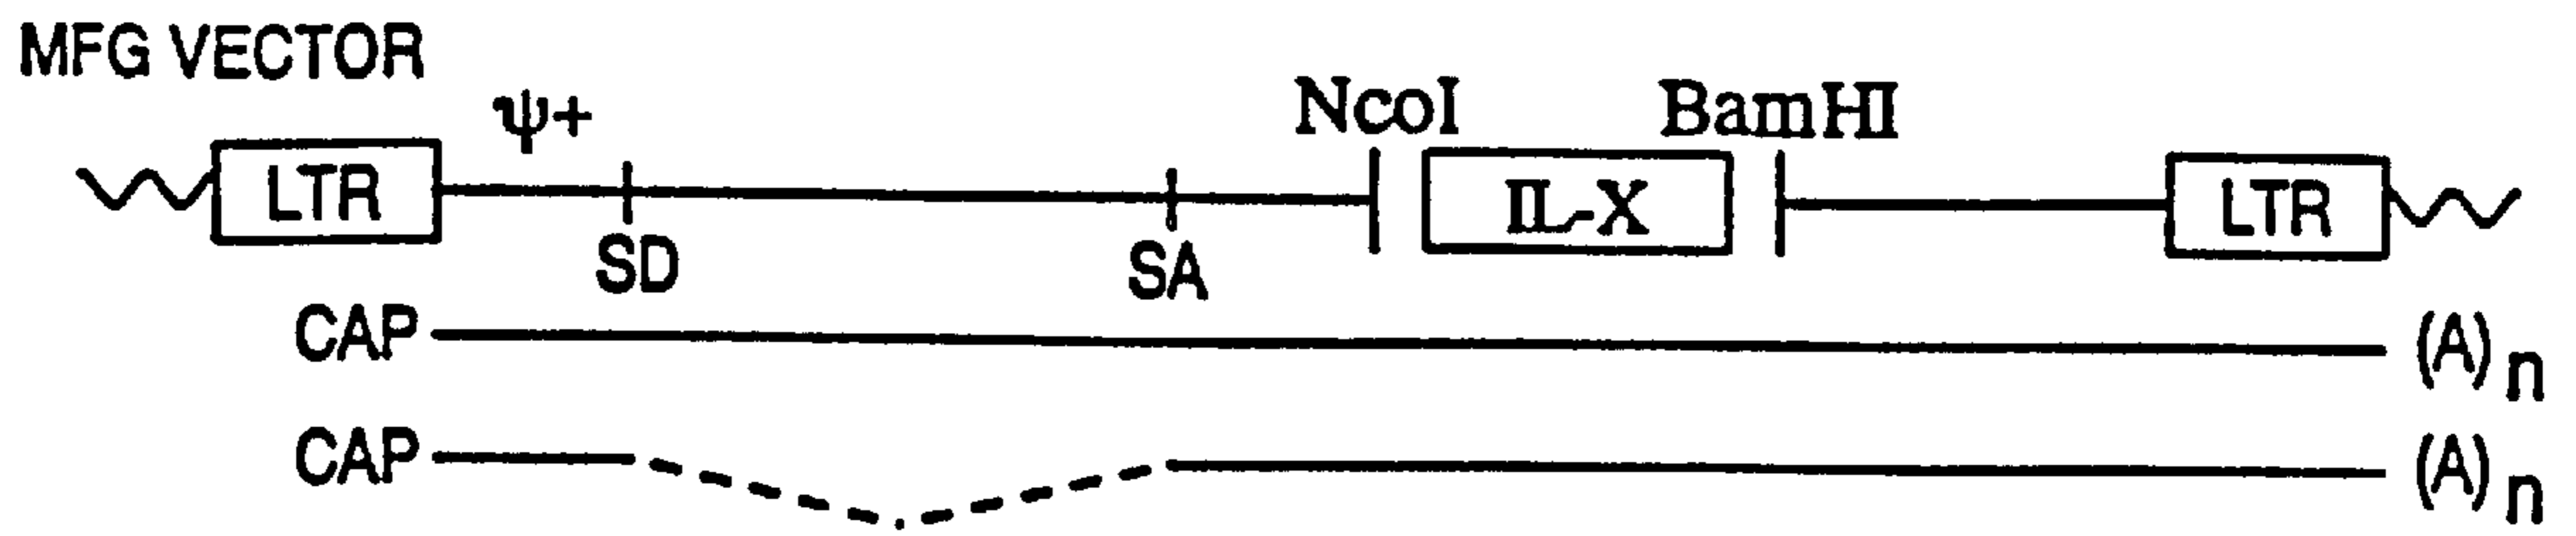 MFG VECTOR
ψ+ NcoI BamHI
LTR IL-X LTR
SD SA
CAP (A)n
CAP (A)n